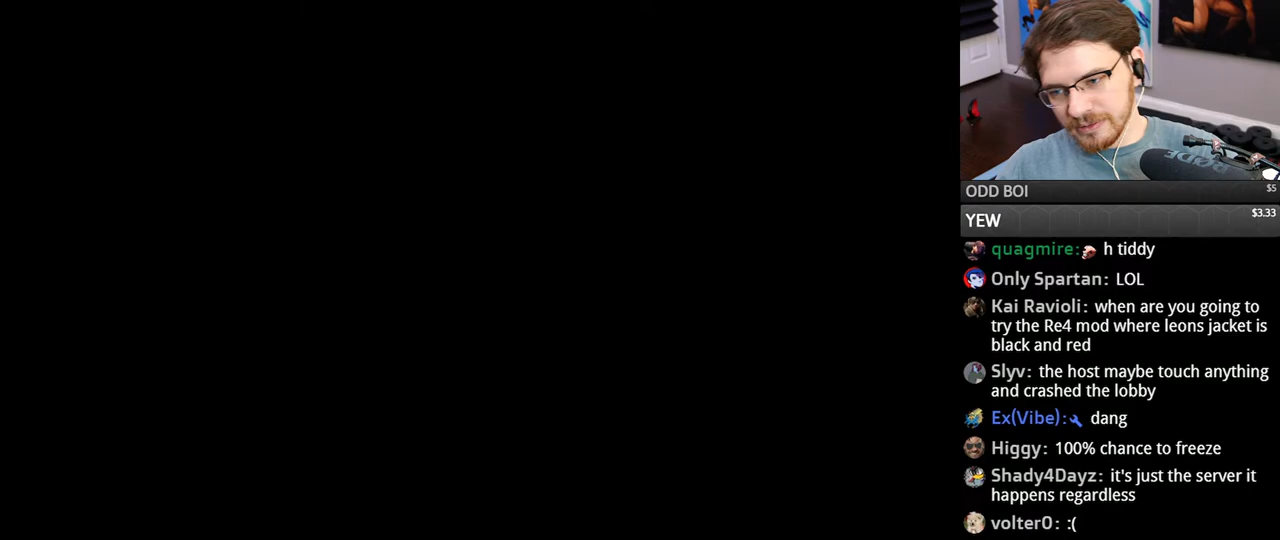 RODE
ODD BOI
$5
YEW
$3.33
quagmire: h tiddy
Only Spartan: LOL
Kai Ravioli: when are you going to
try the Re4 mod where leons jacket is
black and red
Slyv: the host maybe touch anything
and crashed the lobby
Ex(Vibe): dang
Higgy: 100% chance to freeze
Shady4Dayz: it's just the server it
happens regardless
volter0: :(